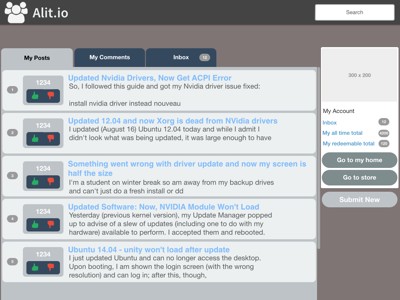 Alit.io
Search
My Posts
My Comments
Inbox
1234
Updated Nvidia Drivers, Now Get ACPI Error
So, I followed this guide and got my Nvidia driver issue fixed:
install nvidia driver instead nouveau
300 x 200
1234
Updated 12.04 and now Xorg is dead from NVidia drivers
I updated (August 16) Ubuntu 12.04 today and while I admit I
didn't look what was being updated, it was large enough to have
My Account
Inbox
My all time total
My redeemable total
Go to my home
Go to store
Submit New
1234
Something went wrong with driver update and now my screen is
half the size
I'm a student on winter break so am away from my backup drives
and can't just do a fresh install or dd
1234
Updated Software: Now, NVIDIA Module Won't Load
Yesterday (previous kernel version), my Update Manager popped
up to advise of a slew of updates (including one to do with my
hardware) available to perform. I accepted them and rebooted.
1234
Ubuntu 14.04 - unity won't load after update
I just updated Ubuntu and can no longer access the desktop.
Upon booting, I am shown the login screen (with the wrong
resolution) and can log in; after this, though,